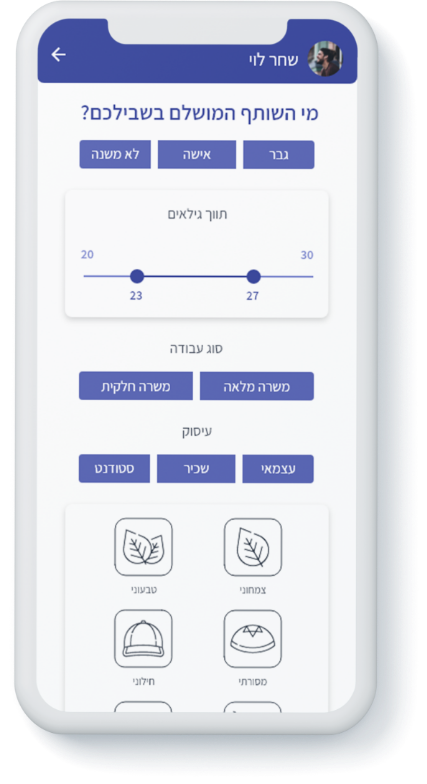 שחר לוי
מי השותף המושלם בשבילכם?
גבר אישה לא משנה
תווך גילאים
30 20
27 23
סוג עבודה
משרה מלאה משרה חלקית
עיסוק
עצמאי שכיר סטודנט
צמחוני טבעוני
מסורתי חילוני